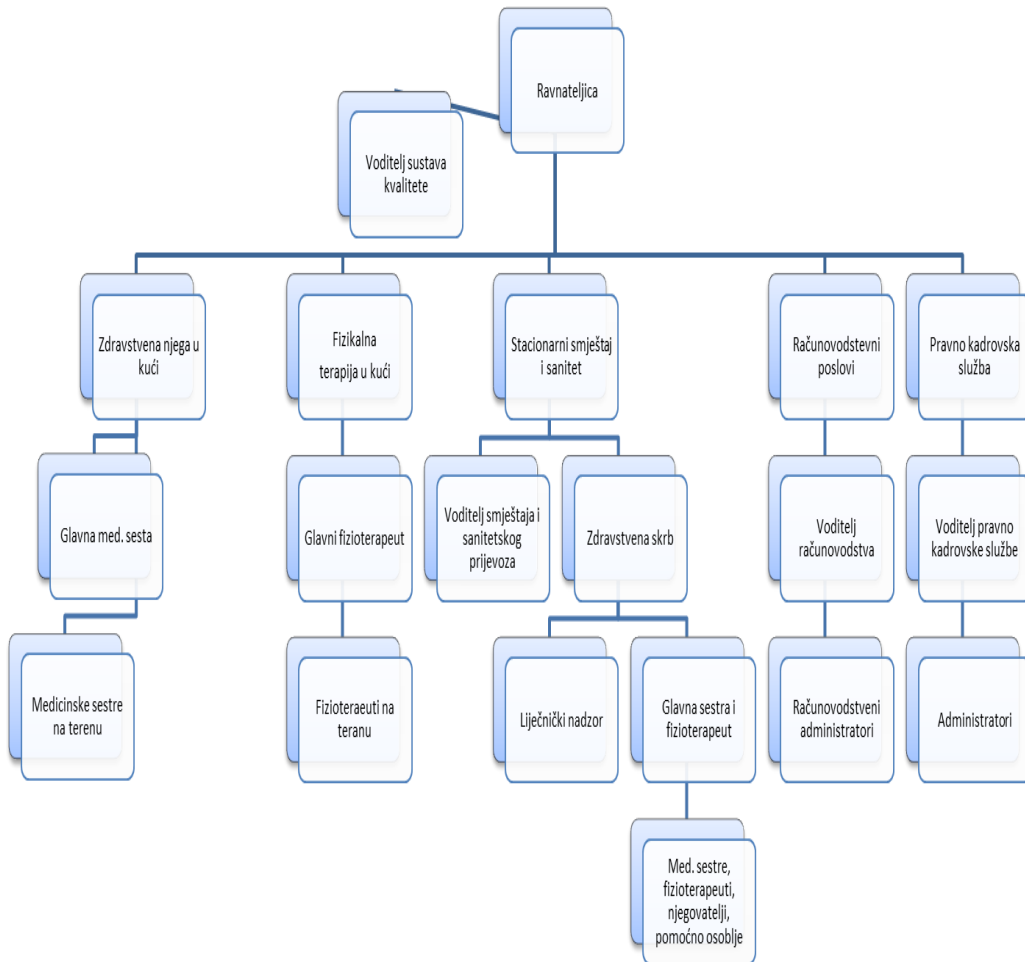 Ravnateljica
Voditelj sustava
kvalitete
Zdravstvena njega u
kući
Fizikalna
terapija u kući
Stacionarni smještaj
i sanitet
Računovodstevni
poslovi
Pravno kadrovska
služba
Glavna med. sesta
Glavni fizioterapeut
Voditelj smještaja i
sanitetskog
prijevoza
Zdravstvena skrb
Voditelj
računovodstva
Voditelj pravno
kadrovske službe
Medicinske sestre
na terenu
Fizioteraeuti na
teranu
Liječnički nadzor
Glavna sestra i
fizioterapeut
Računovodstveni
administratori
Administratori
Med. sestre,
fizioterapeuti,
njegovatelji,
pomoćno osoblje